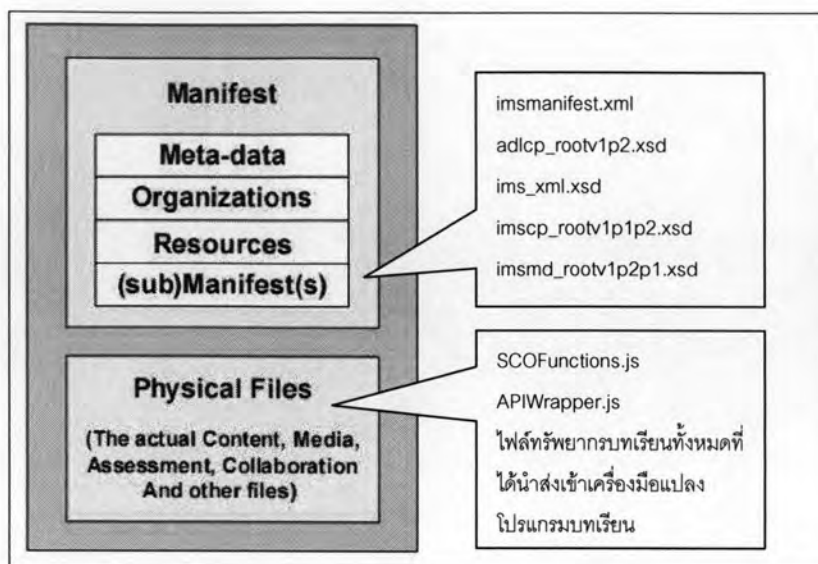 Manifest
Meta-data
Organizations
Resources
(sub)Manifest(s)
imsmanifest.xml
adlcp_rootv1p2.xsd
ims_xml.xsd
imscp_rootv1p1p2.xsd
imsmd_rootv1p2p1.xsd
Physical Files
(The actual Content, Media,
Assessment, Collaboration
And other files)
SCOFunctions.js
APIWrapper.js
ไฟล์ทรัพยากรบทเรียนทั้งหมดที่
ได้นำส่งเข้าเครื่องมือแปลง
โปรแกรมบทเรียน